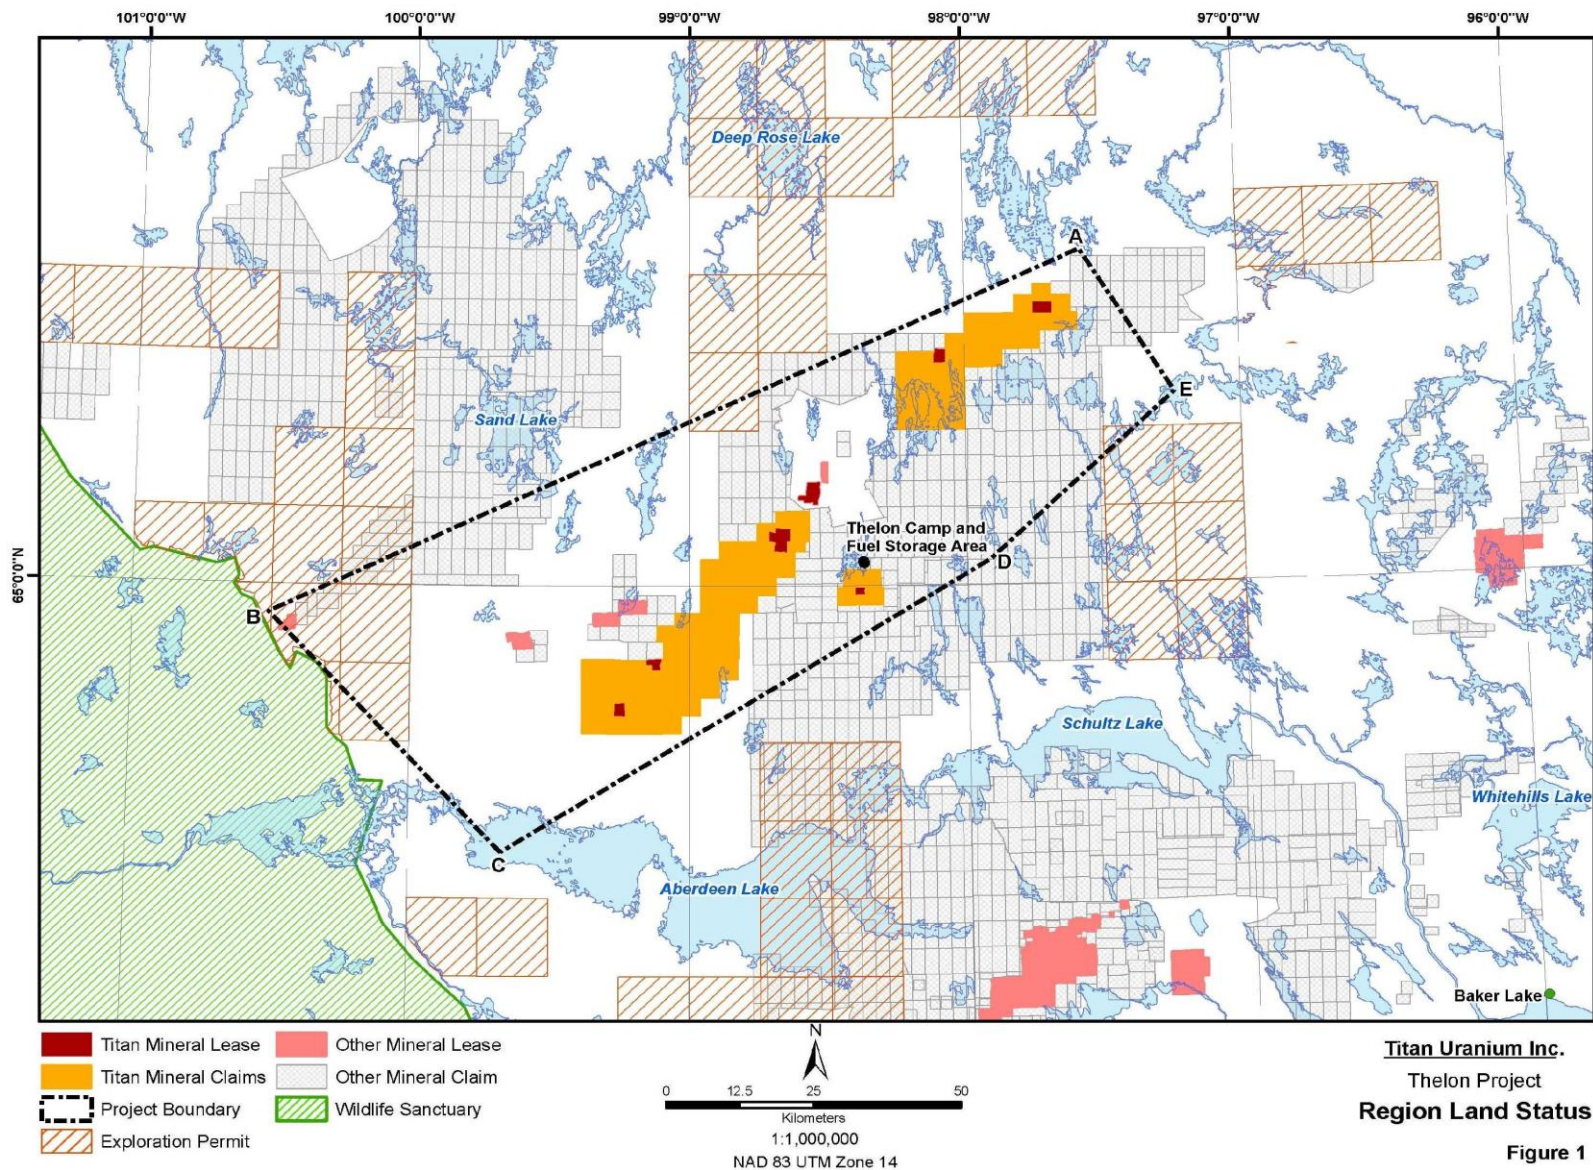 101°0'0"W 100°0'0"W 99°0'0"W 98°0'0"W 97°0'0"W 96°0'0"W
Deep Rose Lake
A
E
Sand Lake
Thelon Camp and
Fuel Storage Area
D
65°0'0"N
B
Schultz Lake
Whitehills Lake
C
Aberdeen Lake
Baker Lake
Titan Mineral Lease
Other Mineral Lease
Titan Mineral Claims
Other Mineral Claim
Project Boundary
Wildlife Sanctuary
Exploration Permit
N
0 12.5 25 50
Kilometers
1:1,000,000
NAD 83 UTM Zone 14
Titan Uranium Inc.
Thelon Project
Region Land Status
Figure 1